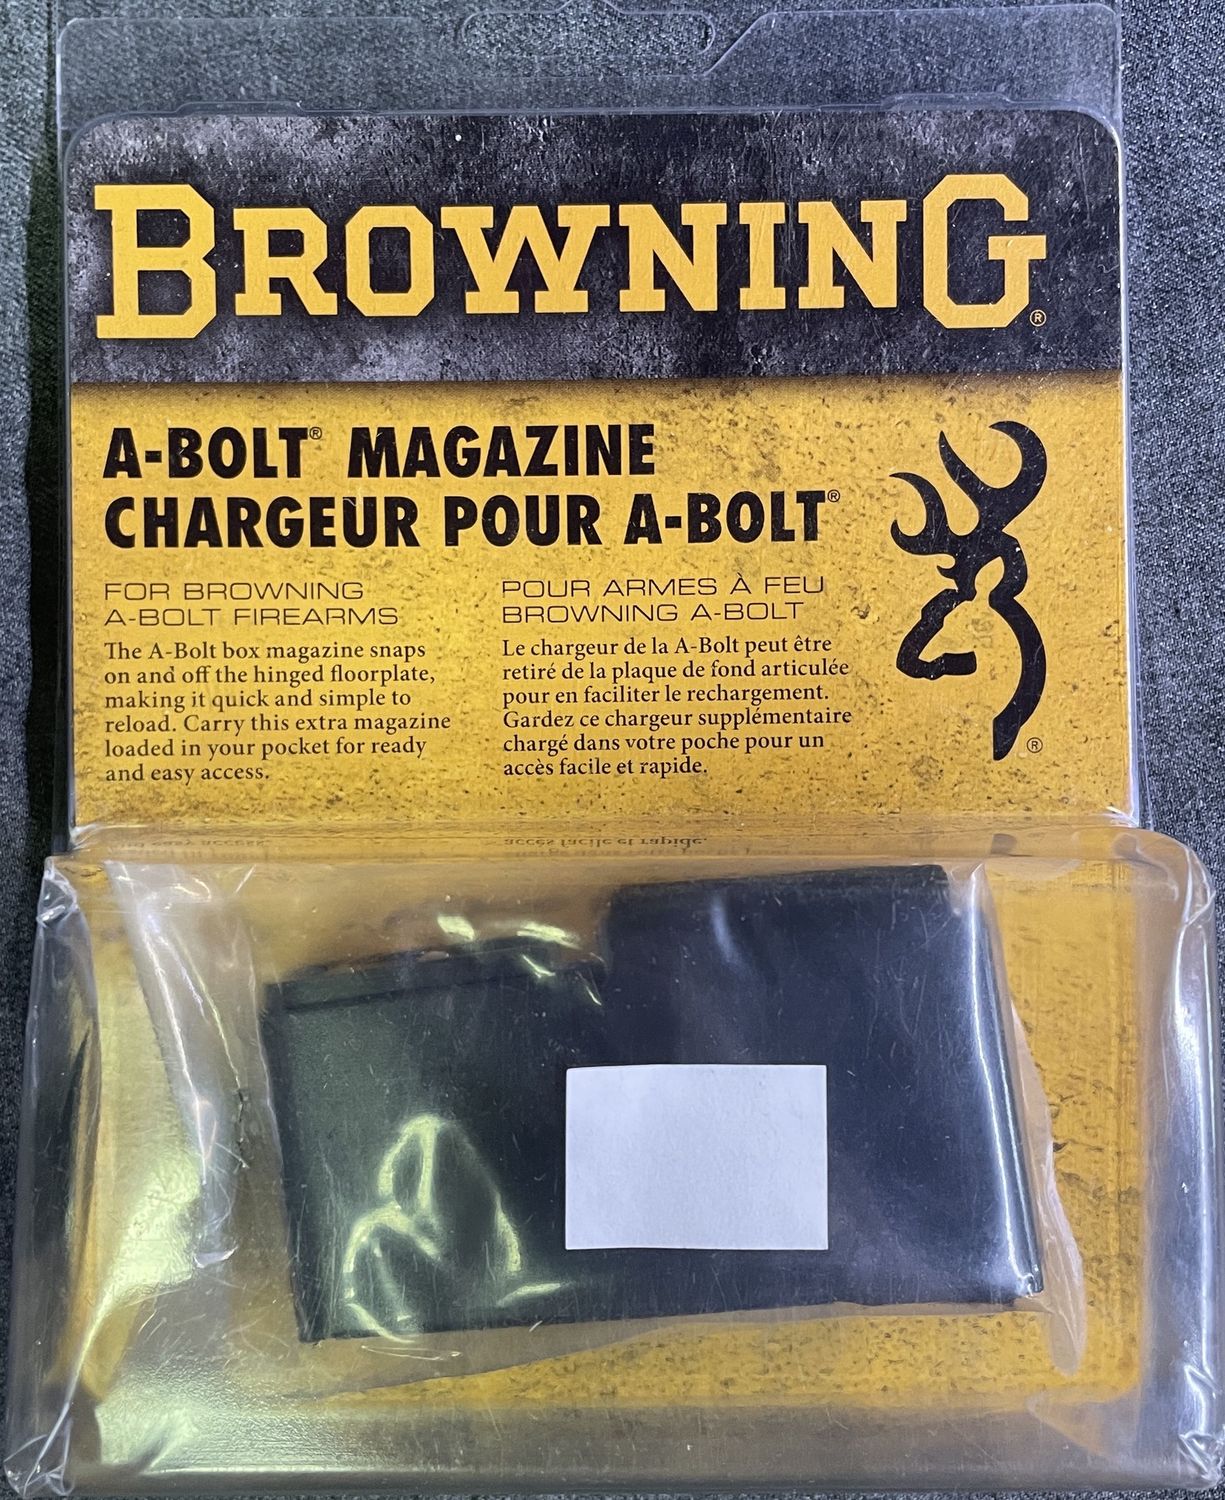 BROWNING®
A-BOLT® MAGAZINE
CHARGEUR POUR A-BOLT®
FOR BROWNING
A-BOLT FIREARMS
The A-Bolt box magazine snaps
on and off the hinged floorplate,
making it quick and simple to
reload. Carry this extra magazine
loaded in your pocket for ready
and easy access.
POUR ARMES À FEU
BROWNING A-BOLT
Le chargeur de la A-Bolt peut être
retiré de la plaque de fond articulée
pour en faciliter le rechargement.
Gardez ce chargeur supplémentaire
chargé dans votre poche pour un
accès facile et rapide.
®